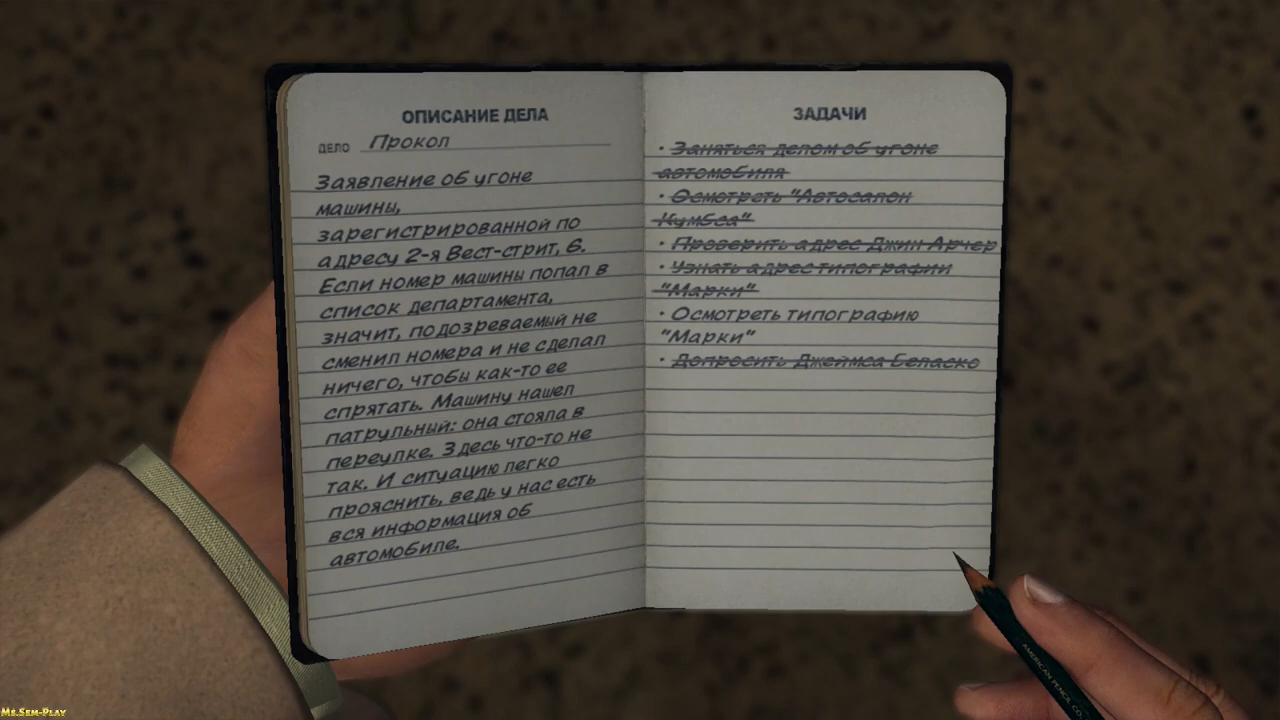 ОПИСАНИЕ ДЕЛА
ДЕЛО Прокол
Заявление об угоне
машины,
зарегистрированной по
адресу 2-я Вест-стрит, 6.
Если номер машины попал в
список департамента,
значит, подозреваемый не
сменил номера и не сделал
ничего, чтобы как-то ее
спрятать. Машину нашел
патрульный: она стояла в
переулке. Здесь что-то не
так. И ситуацию легко
прояснить, ведь у нас есть
вся информация об
автомобиле.
ЗАДАЧИ
· Заняться делом об угоне
автомобиля
· Осмотреть "Автосалон
Кумбса"
· Проверить адрес Джин Арчер
· Узнать адрес типографии
"Марки"
· Осмотреть типографию
"Марки"
· Допросить Джеймса Беласко
AMERICAN PENCIL CO.
Ms.Sem-Play